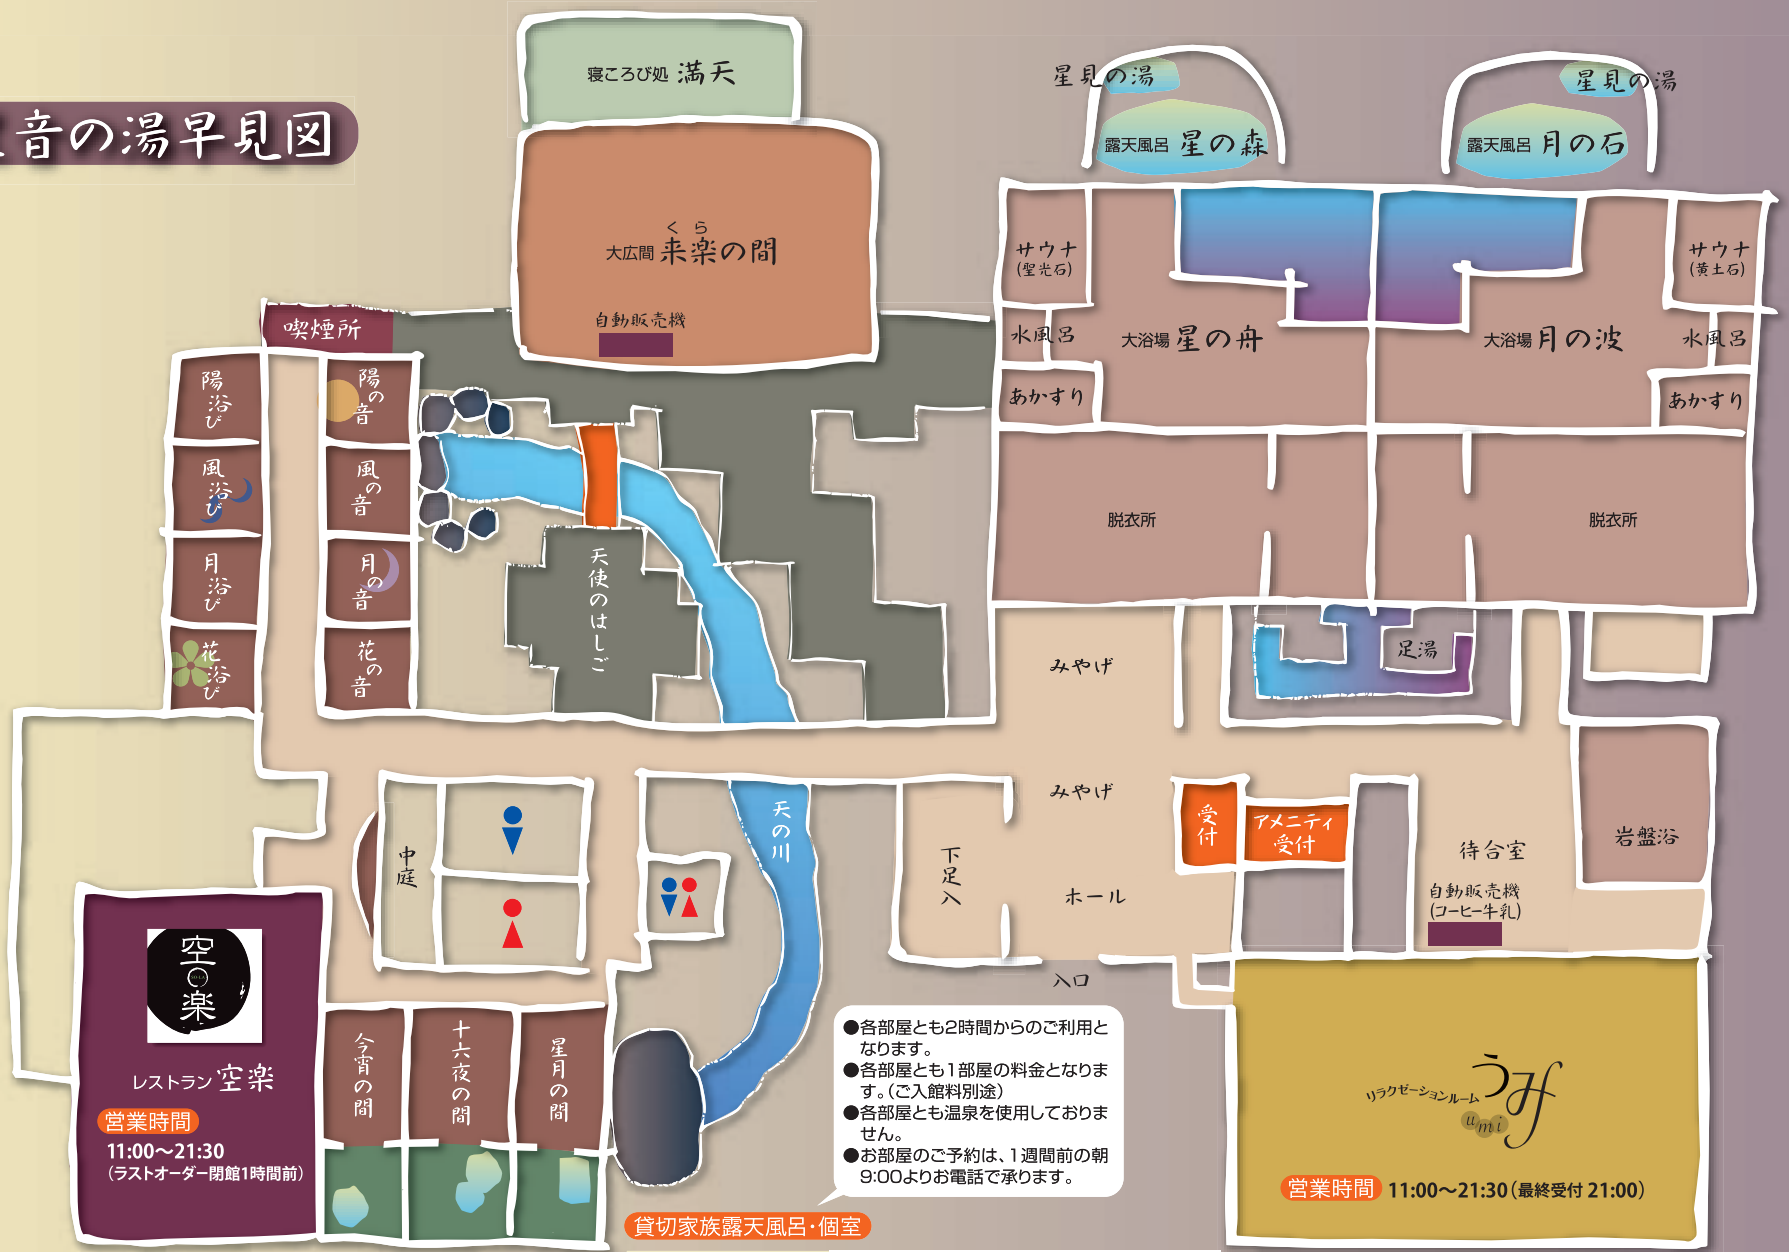 音の湯早見図
寝ころび処 満天
くら
大広間 来楽の間
自動販売機
星見の湯
露天風呂 星の森
星見の湯
露天風呂 月の石
サウナ
(聖光石)
水風呂
あかすり
大浴場 星の舟
大浴場 月の波
サウナ
(黄土石)
水風呂
あかすり
脱衣所
脱衣所
喫煙所
陽浴び
風浴び
月浴び
花浴び
陽の音
風の音
月の音
花の音
天使のはしご
みやげ
足湯
みやげ
受付
アメニティ
受付
待合室
自動販売機
(コーヒー牛乳)
岩盤浴
中庭
天の川
下足入
ホール
入口
空楽
レストラン 空楽
営業時間
11:00～21:30
(ラストオーダー閉館1時間前)
今宵の間
十六夜の間
星月の間
●各部屋とも2時間からのご利用と
なります。
●各部屋とも1部屋の料金となりま
す。(ご入館料別途)
●各部屋とも温泉を使用しておりま
せん。
●お部屋のご予約は、1週間前の朝
9:00よりお電話で承ります。
貸切家族露天風呂・個室
リラクゼーションルーム うみ
umi
営業時間 11:00～21:30(最終受付 21:00)